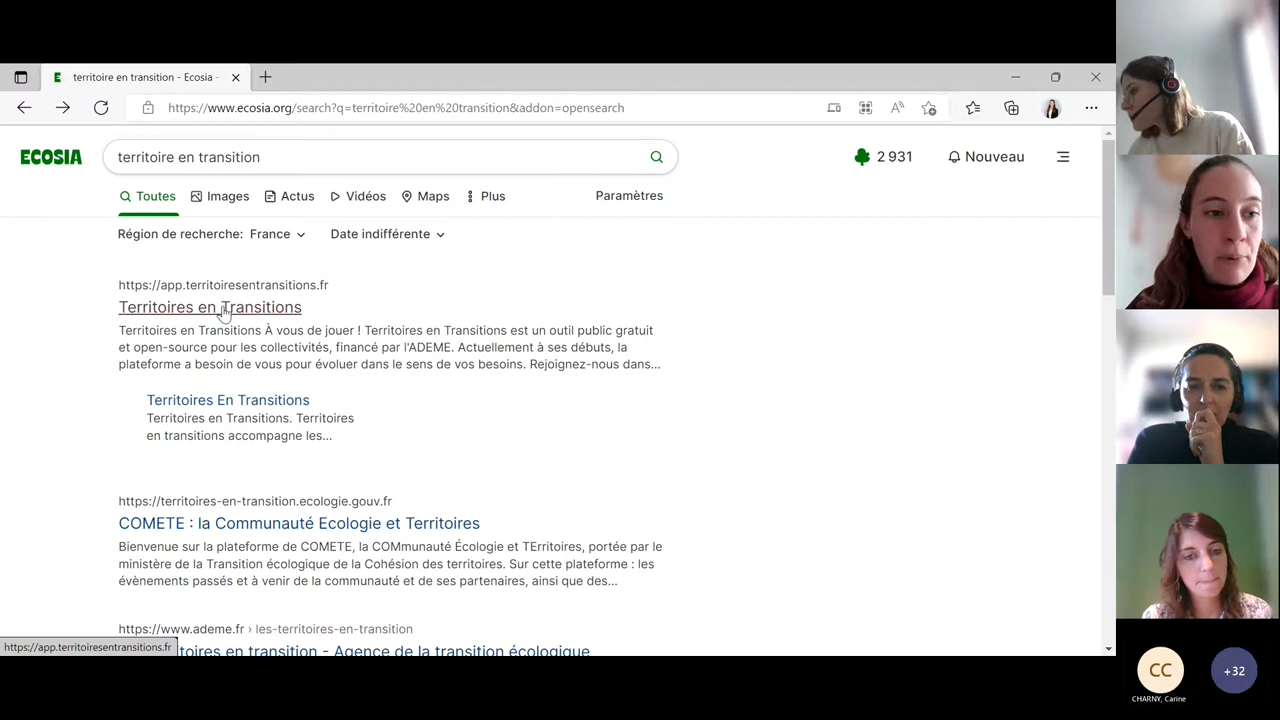 territoire en transition - Ecosia -
https://www.ecosia.org/search?q=territoire%20en%20transition&addon=opensearch
ECOSIA
territoire en transition
2 931
Nouveau
Toutes
Images
Actus
Vidéos
Maps
Plus
Paramètres
Région de recherche: France
Date indifférente
https://app.territoiresentransitions.fr
Territoires en Transitions
Territoires en Transitions À vous de jouer ! Territoires en Transitions est un outil public gratuit
et open-source pour les collectivités, financé par l'ADEME. Actuellement à ses débuts, la
plateforme a besoin de vous pour évoluer dans le sens de vos besoins. Rejoignez-nous dans...
Territoires En Transitions
Territoires en Transitions. Territoires
en transitions accompagne les...
https://territoires-en-transition.ecologie.gouv.fr
COMETE : la Communauté Ecologie et Territoires
Bienvenue sur la plateforme de COMETE, la COMmunauté Écologie et TErritoires, portée par le
ministère de la Transition écologique de la Cohésion des territoires. Sur cette plateforme : les
évènements passés et à venir de la communauté et de ses partenaires, ainsi que des...
https://www.ademe.fr › les-territoires-en-transition
toires en transition - Agence de la transition écologique
https://app.territoiresentransitions.fr
CC
CHARNY, Carine
+32